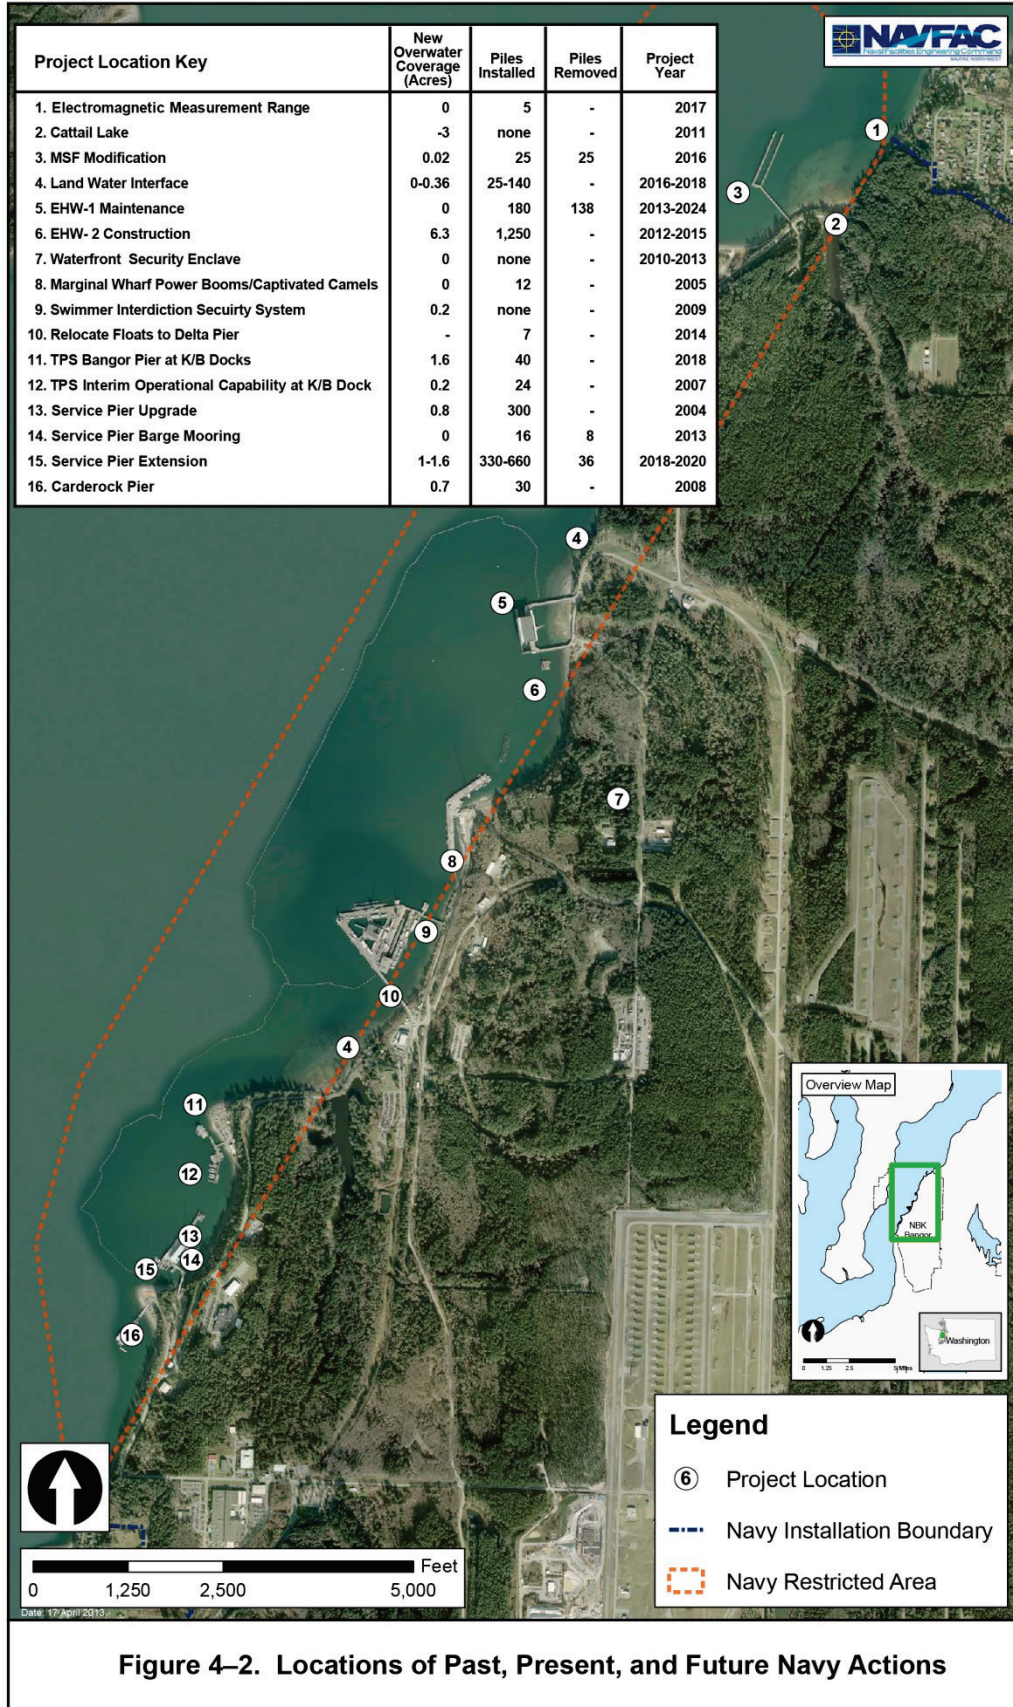 Project Location Key
New Overwater Coverage (Acres)
Piles Installed
Piles Removed
Project Year
1. Electromagnetic Measurement Range 0 5 - 2017
2. Cattail Lake -3 none - 2011
3. MSF Modification 0.02 25 25 2016
4. Land Water Interface 0-0.36 25-140 - 2016-2018
5. EHW-1 Maintenance 0 180 138 2013-2024
6. EHW- 2 Construction 6.3 1,250 - 2012-2015
7. Waterfront Security Enclave 0 none - 2010-2013
8. Marginal Wharf Power Booms/Captivated Camels 0 12 - 2005
9. Swimmer Interdiction Secuirty System 0.2 none - 2009
10. Relocate Floats to Delta Pier - 7 - 2014
11. TPS Bangor Pier at K/B Docks 1.6 40 - 2018
12. TPS Interim Operational Capability at K/B Dock 0.2 24 - 2007
13. Service Pier Upgrade 0.8 300 - 2004
14. Service Pier Barge Mooring 0 16 8 2013
15. Service Pier Extension 1-1.6 330-660 36 2018-2020
16. Carderock Pier 0.7 30 - 2008
NAVFAC
Naval Facilities Engineering Command
NAVFAC NORTHWEST
1
3
2
4
5
6
7
8
9
10
4
11
12
13
14
15
16
Overview Map
NBK
Bangor
Washington
0 1.25 2.5 5 Miles
Legend
6 Project Location
Navy Installation Boundary
Navy Restricted Area
Feet
0 1,250 2,500 5,000
Date: 17 April 2013
Figure 4–2. Locations of Past, Present, and Future Navy Actions